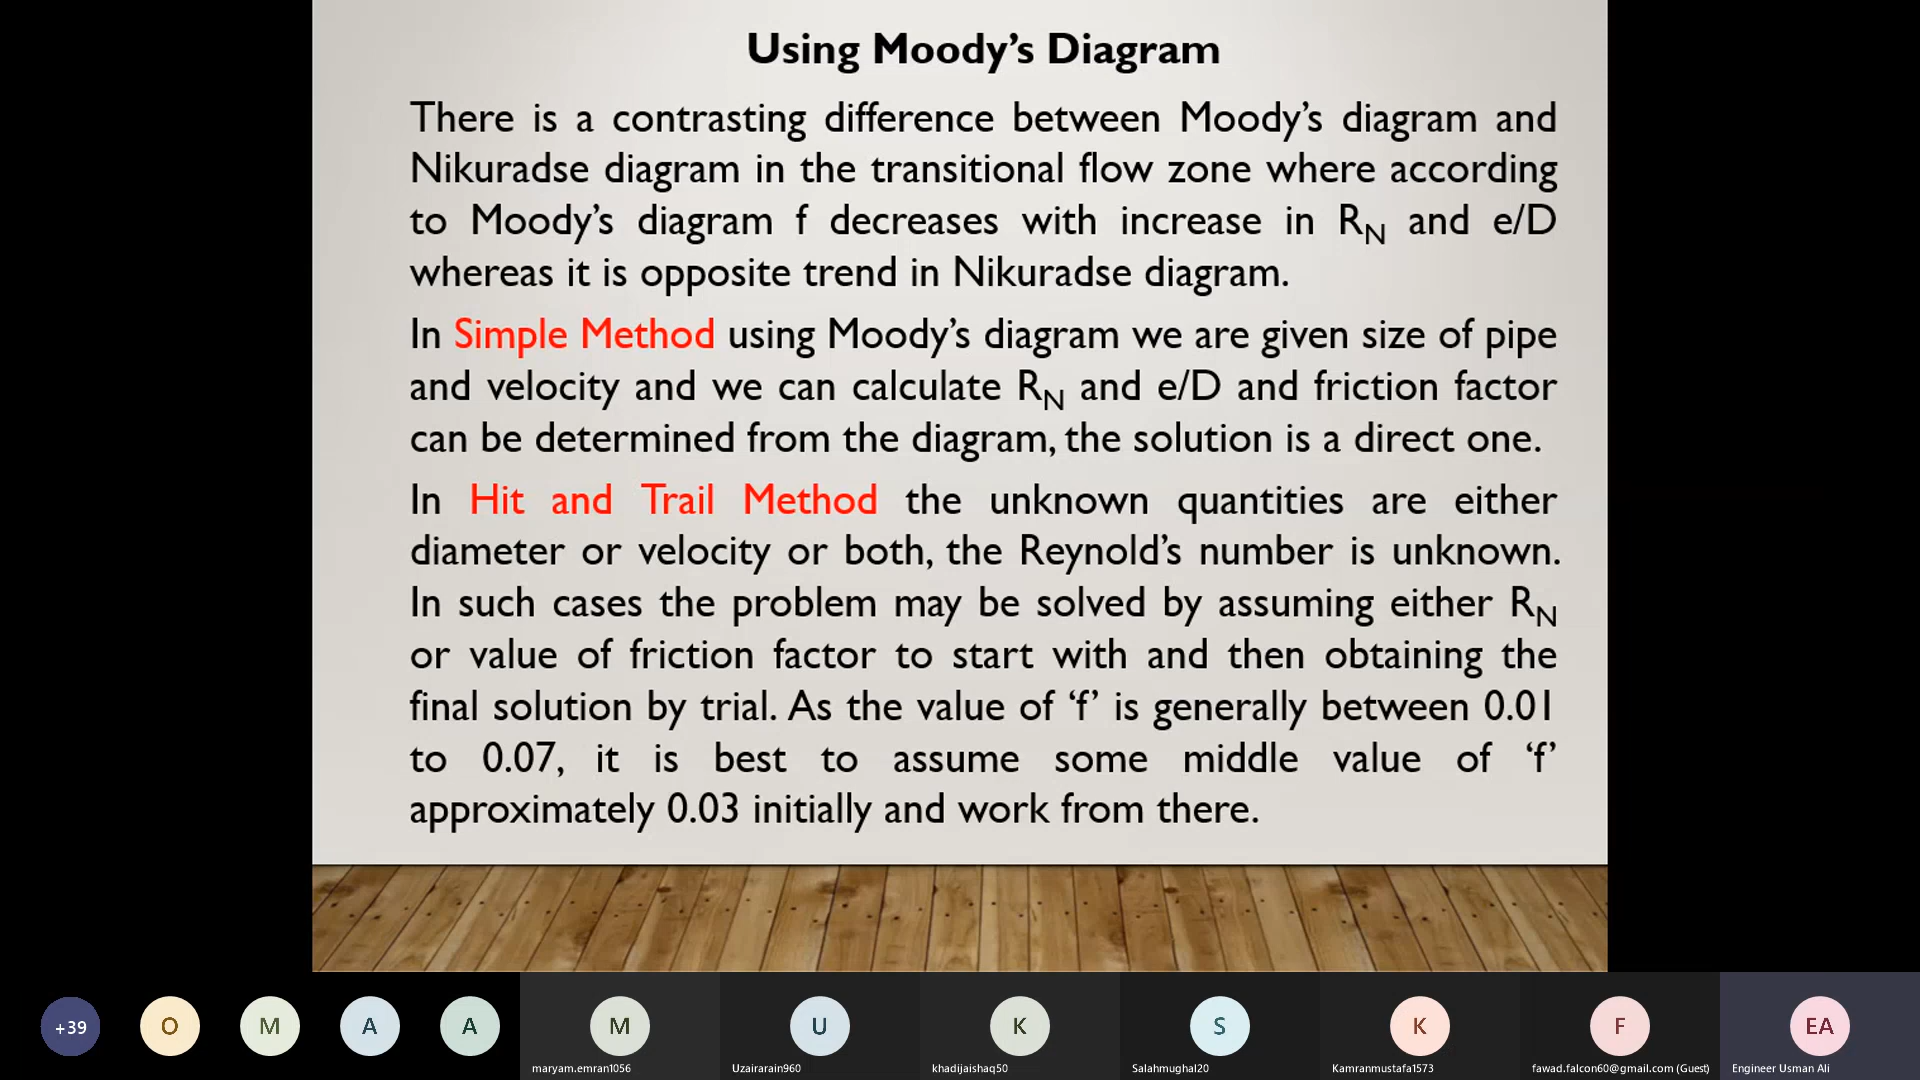 Using Moody’s Diagram
There is a contrasting difference between Moody’s diagram and
Nikuradse diagram in the transitional flow zone where according
to Moody’s diagram f decreases with increase in RN and e/D
whereas it is opposite trend in Nikuradse diagram.
In Simple Method using Moody’s diagram we are given size of pipe
and velocity and we can calculate RN and e/D and friction factor
can be determined from the diagram, the solution is a direct one.
In Hit and Trail Method the unknown quantities are either
diameter or velocity or both, the Reynold’s number is unknown.
In such cases the problem may be solved by assuming either RN
or value of friction factor to start with and then obtaining the
final solution by trial. As the value of ‘f’ is generally between 0.01
to 0.07, it is best to assume some middle value of ‘f’
approximately 0.03 initially and work from there.
+39 O M A A M U K S K F EA
maryam.emran1056 Uzairarain960 khadijaishaq50 Salahmughal20 Kamranmustafa1573 fawad.falcon60@gmail.com (Guest) Engineer Usman Ali